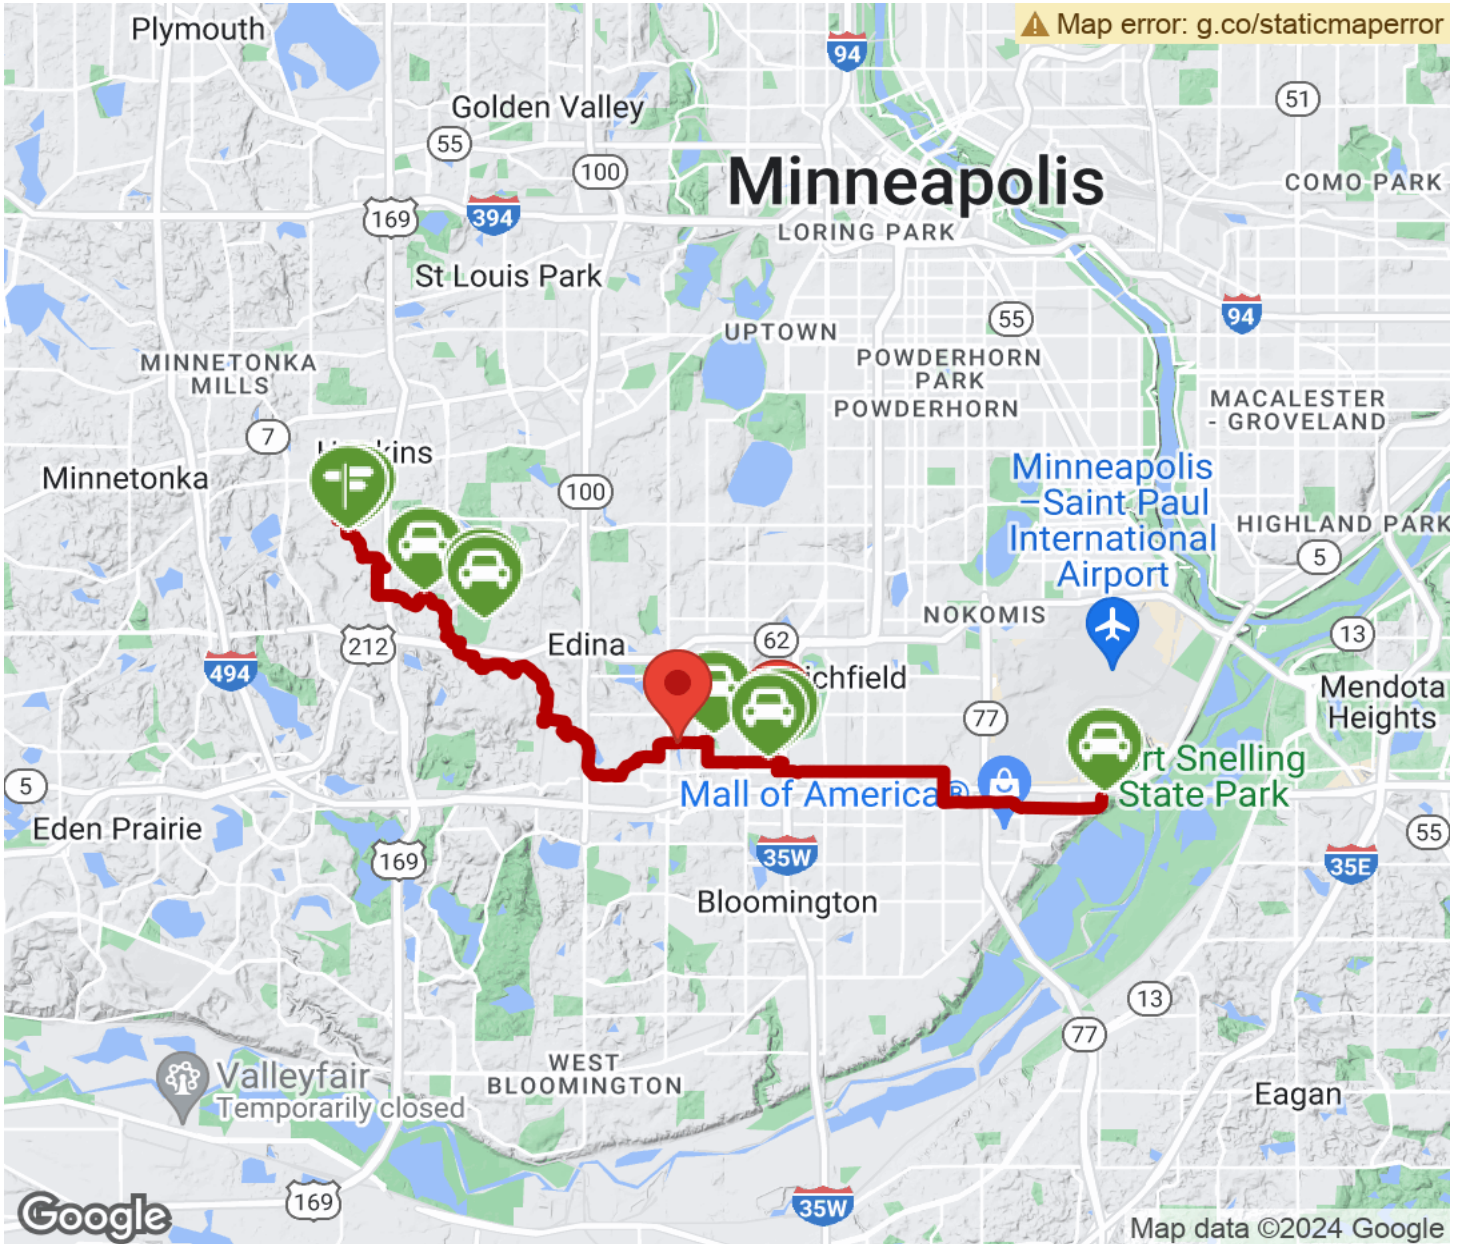 Plymouth
Map error: g.co/staticmaperror
94
51
Golden Valley
55
100
Minneapolis
COMO PARK
169
394
LORING PARK
St Louis Park
94
55
UPTOWN
MINNETONKA
MILLS
POWDERHORN
PARK
POWDERHORN
MACALESTER
- GROVELAND
7
kins
Minnetonka
100
Minneapolis
–Saint Paul
International
Airport
HIGHLAND PARK
5
NOKOMIS
13
212
Edina
62
494
ichfield
Mendota
Heights
77
rt Snelling
State Park
5
Mall of America®
Eden Prairie
55
169
35W
35E
Bloomington
13
77
WEST
BLOOMINGTON
Valleyfair
Temporarily closed
Eagan
169
35W
Google
Map data ©2024 Google